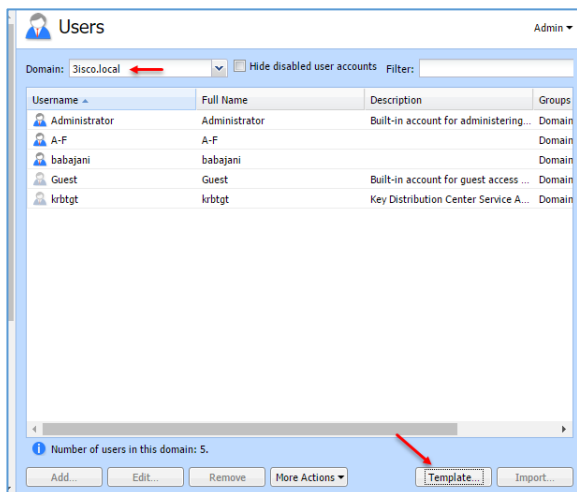 Users
Admin
Domain: 3isco.local Hide disabled user accounts Filter:
Username Full Name Description Groups
Administrator Administrator Built-in account for administering... Domain
A-F A-F Domain
babajani babajani Domain
Guest Guest Built-in account for guest access ... Domain
krbtgt krbtgt Key Distribution Center Service A... Domain
Number of users in this domain: 5.
Add... Edit... Remove More Actions Template... Import...